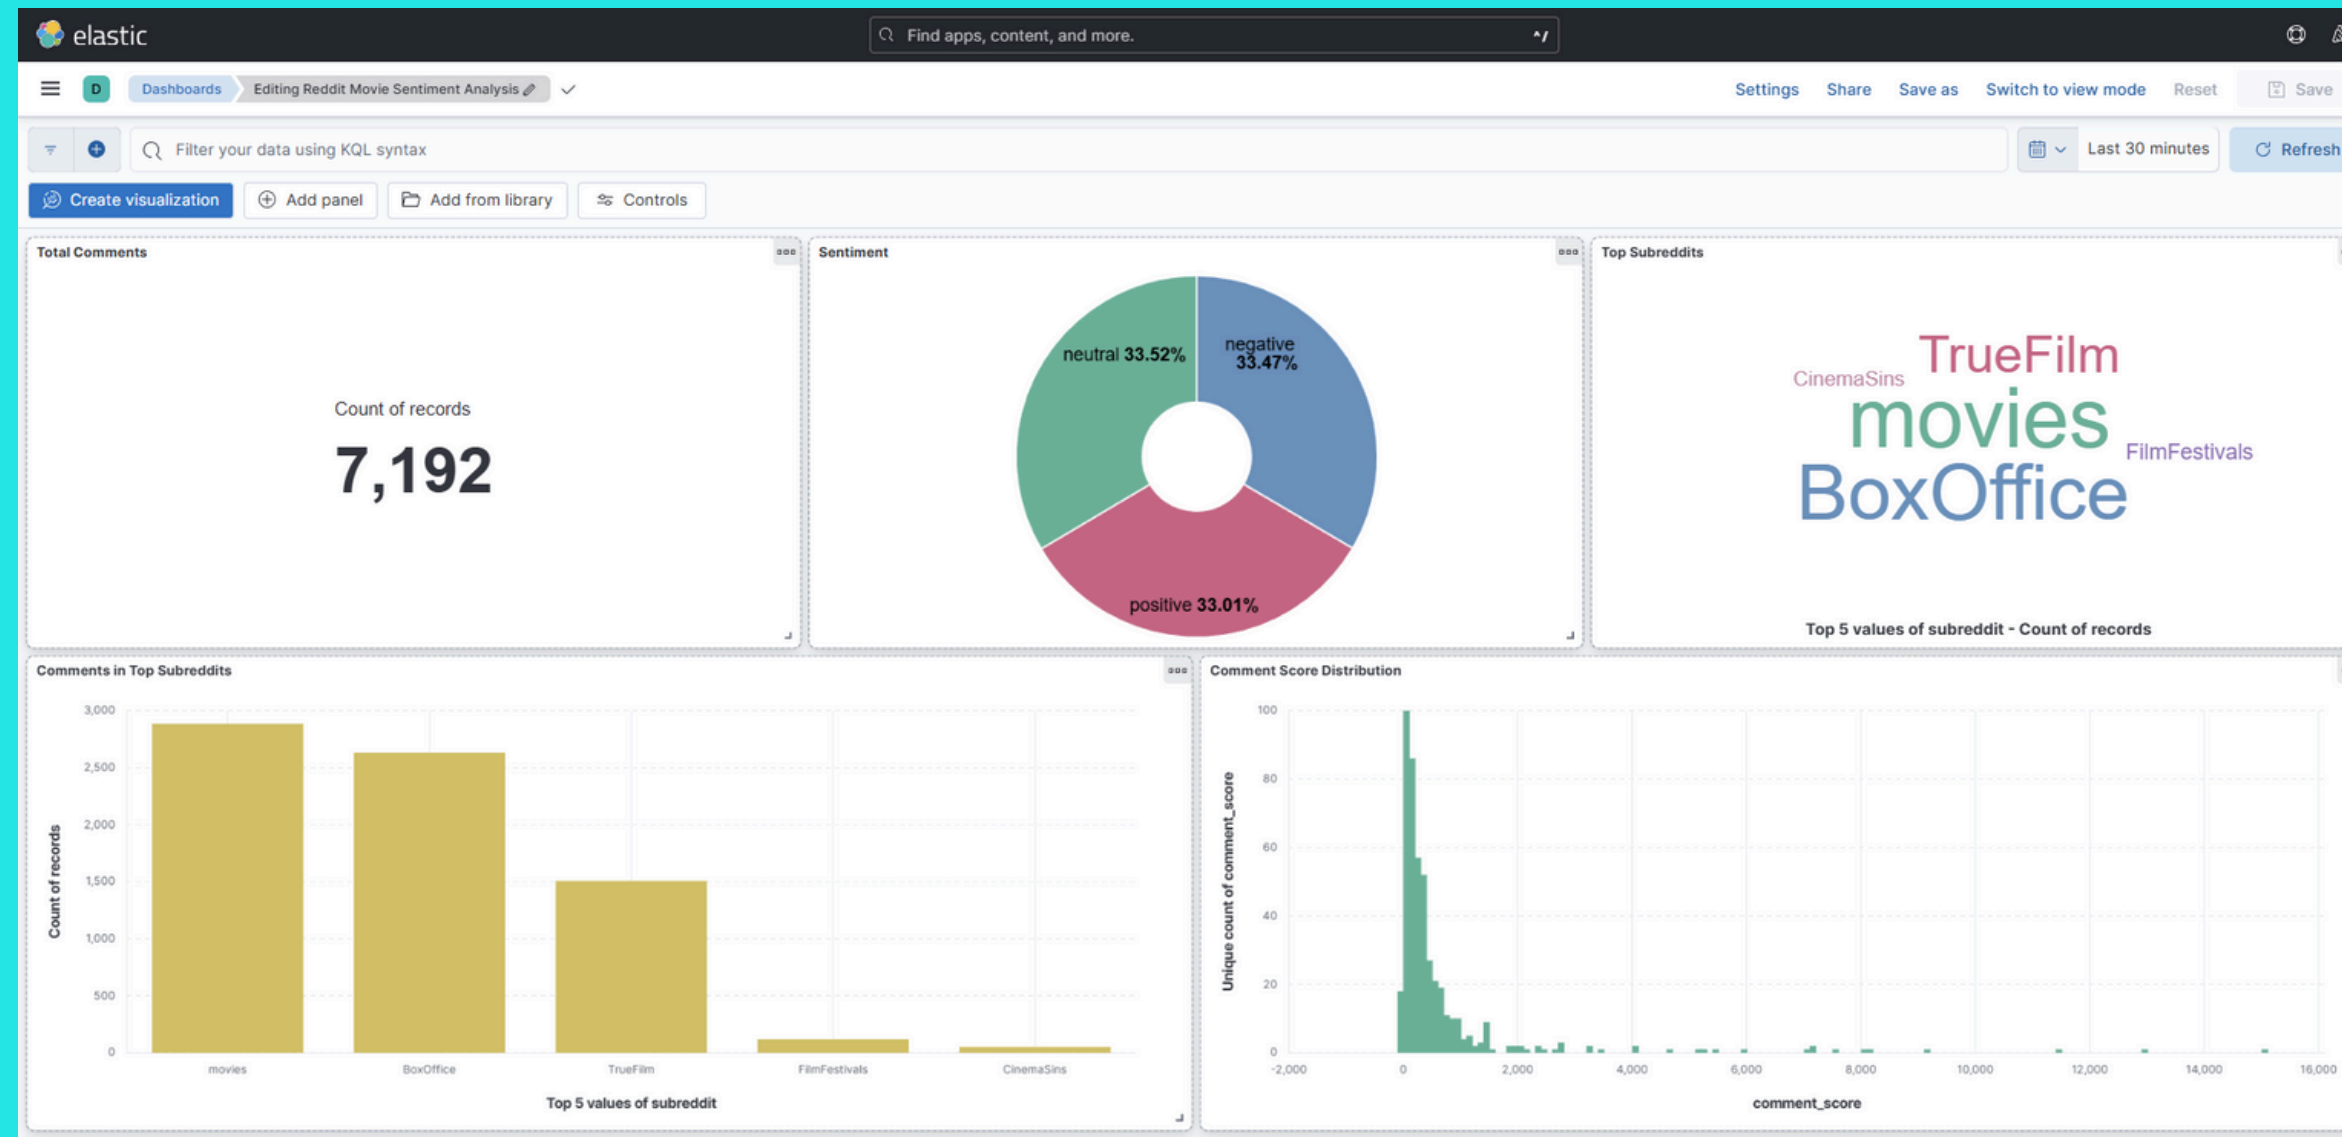 elastic
Find apps, content, and more.
^/
D
Dashboards
Editing Reddit Movie Sentiment Analysis
Settings
Share
Save as
Switch to view mode
Reset
Save
Filter your data using KQL syntax
Last 30 minutes
Refresh
Create visualization
Add panel
Add from library
Controls
Total Comments
Count of records
7,192
Sentiment
neutral 33.52%
negative
33.47%
positive 33.01%
Top Subreddits
TrueFilm
CinemaSins
movies
FilmFestivals
BoxOffice
Top 5 values of subreddit - Count of records
Comments in Top Subreddits
3,000
2,500
2,000
1,500
1,000
500
0
Count of records
movies
BoxOffice
TrueFilm
FilmFestivals
CinemaSins
Top 5 values of subreddit
Comment Score Distribution
100
80
60
40
20
0
Unique count of comment_score
-2,000
0
2,000
4,000
6,000
8,000
10,000
12,000
14,000
16,000
comment_score